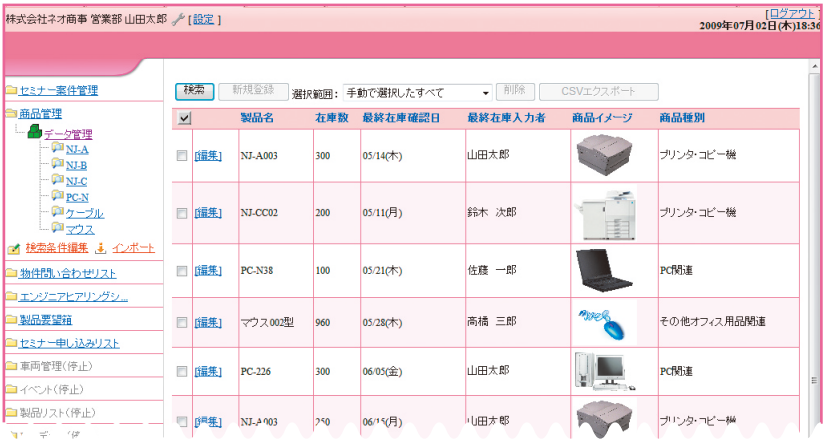 株式会社ネオ商事 営業部 山田太郎 [設定 ]
[ログアウト]
2009年07月02日(木)18:36
検索 新規登録 選択範囲: 手動で選択したすべて 削除 CSVエクスポート
セミナー案件管理
商品管理
データ管理
NJ-A
NJ-B
NJ-C
PC-N
ケーブル
マウス
検索条件編集 インポート
物件問い合わせリスト
エンジニアヒアリングシ...
製品要望箱
セミナー申し込みリスト
車両管理(停止)
イベント(停止)
製品リスト(停止)
製品名 在庫数 最終在庫確認日 最終在庫入力者 商品イメージ 商品種別
[編集] NJ-A003 300 05/14(木) 山田太郎 プリンタ・コピー機
[編集] NJ-CC02 200 05/11(月) 鈴木 次郎 プリンタ・コピー機
[編集] PC-N38 100 05/21(木) 佐藤 一郎 PC関連
[編集] マウス002型 960 05/28(木) 高橋 三郎 その他オフィス用品関連
[編集] PC-226 300 06/05(金) 山田太郎 PC関連
[編集] NJ-A003 250 06/15(月) 山田太郎 プリンタ・コピー機